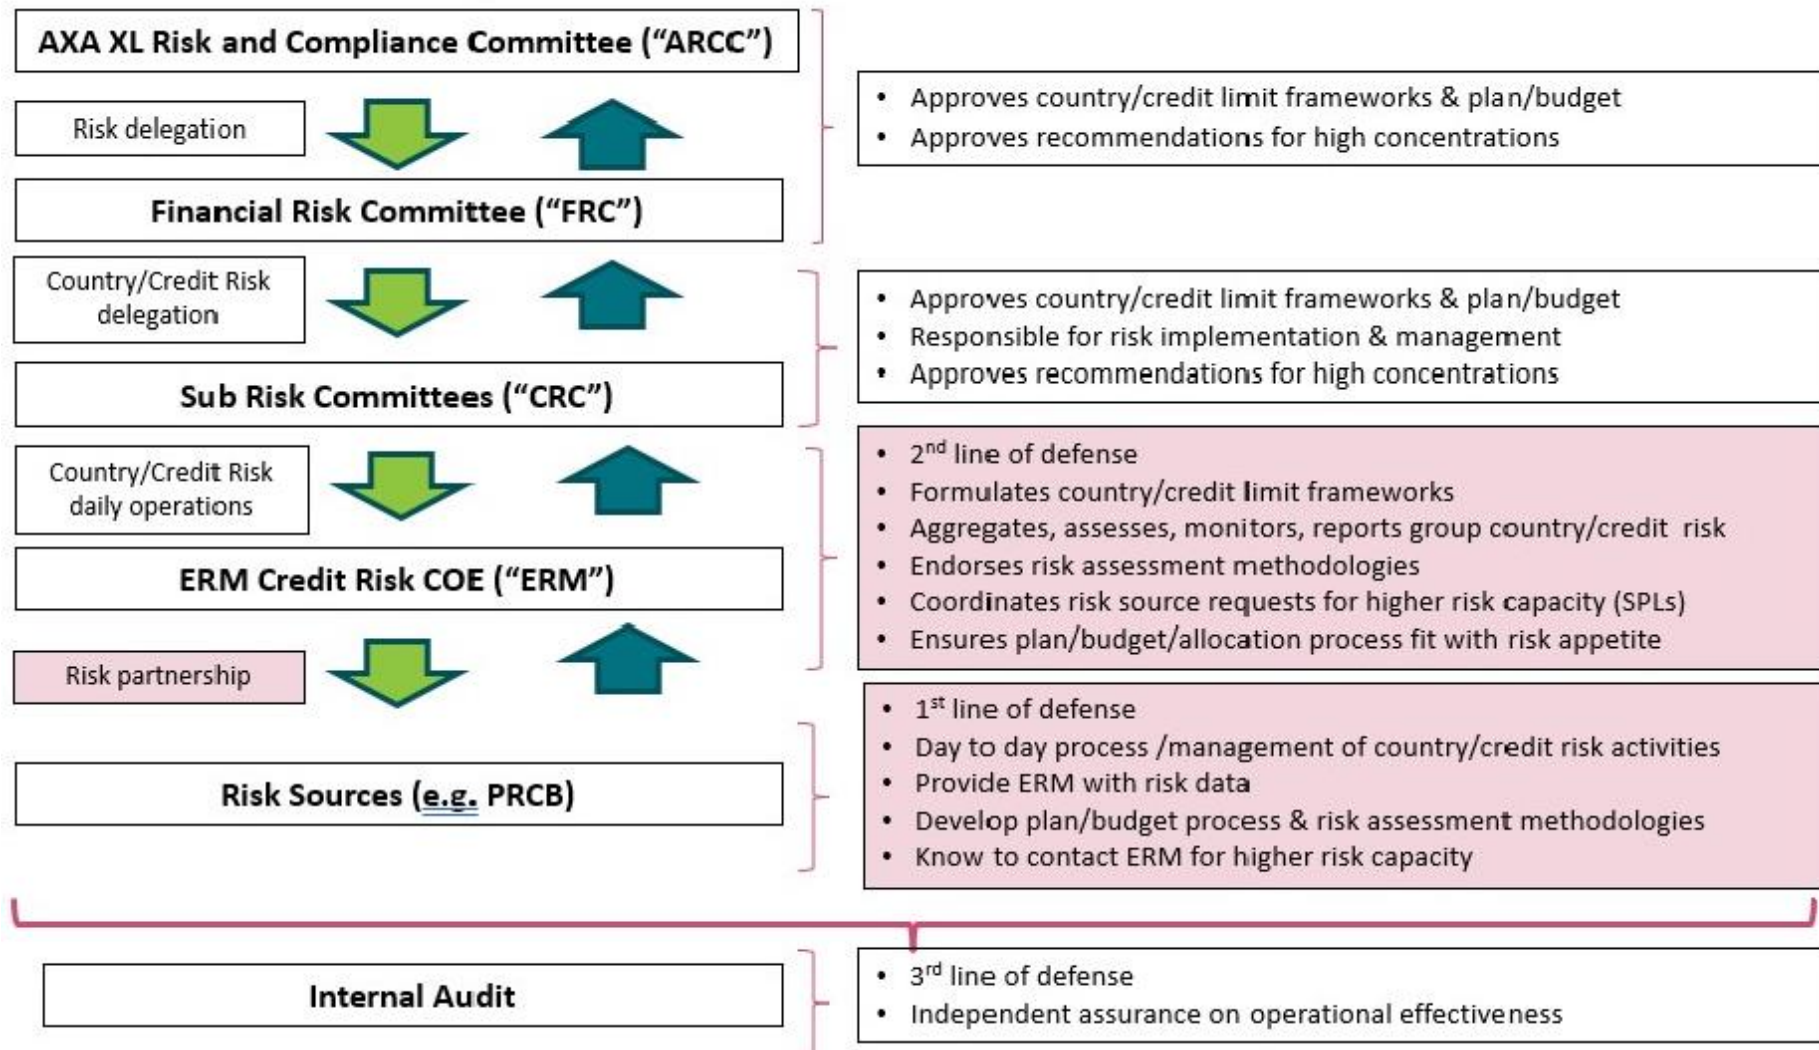 AXA XL Risk and Compliance Committee (“ARCC”)
Risk delegation
• Approves country/credit limit frameworks & plan/budget
• Approves recommendations for high concentrations
Financial Risk Committee (“FRC”)
Country/Credit Risk
delegation
• Approves country/credit limit frameworks & plan/budget
• Responsible for risk implementation & management
• Approves recommendations for high concentrations
Sub Risk Committees (“CRC”)
Country/Credit Risk
daily operations
• 2nd line of defense
• Formulates country/credit limit frameworks
• Aggregates, assesses, monitors, reports group country/credit risk
• Endorses risk assessment methodologies
• Coordinates risk source requests for higher risk capacity (SPLs)
• Ensures plan/budget/allocation process fit with risk appetite
ERM Credit Risk COE (“ERM”)
Risk partnership
• 1st line of defense
• Day to day process /management of country/credit risk activities
• Provide ERM with risk data
• Develop plan/budget process & risk assessment methodologies
• Know to contact ERM for higher risk capacity
Risk Sources (e.g. PRCB)
Internal Audit
• 3rd line of defense
• Independent assurance on operational effectiveness